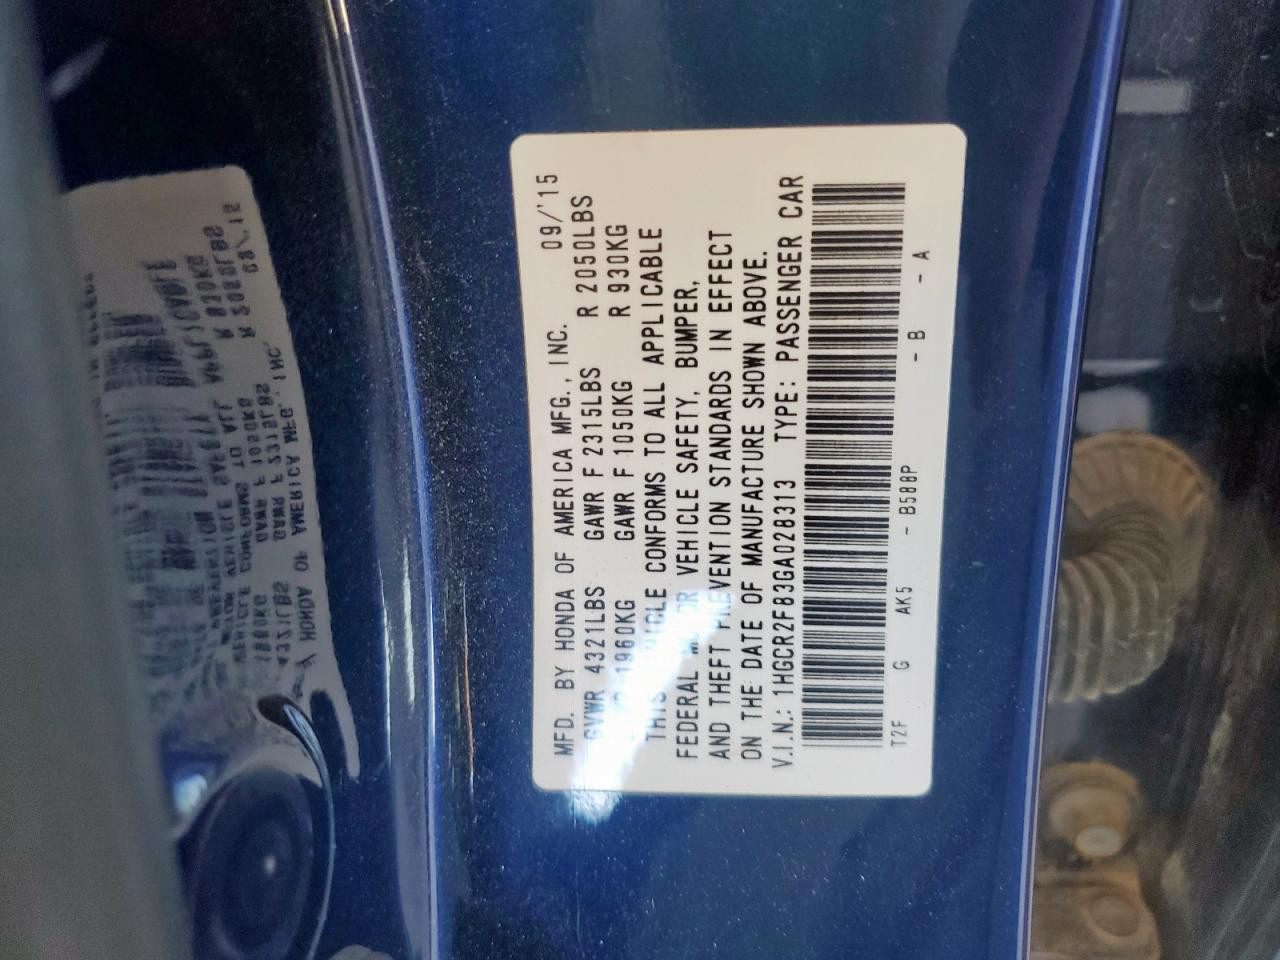 MFD. BY HONDA OF AMERICA MFG., INC. 09/'15
GVWR 4321LBS GAWR F 2315LBS R 2050LBS
1960KG GAWR F 1050KG R 930KG
THIS VEHICLE CONFORMS TO ALL APPLICABLE
FEDERAL MOTOR VEHICLE SAFETY, BUMPER,
AND THEFT PREVENTION STANDARDS IN EFFECT
ON THE DATE OF MANUFACTURE SHOWN ABOVE.
V.I.N.: 1HGCR2F83GA028313 TYPE: PASSENGER CAR
T2F G AK5 - B588P - B - A